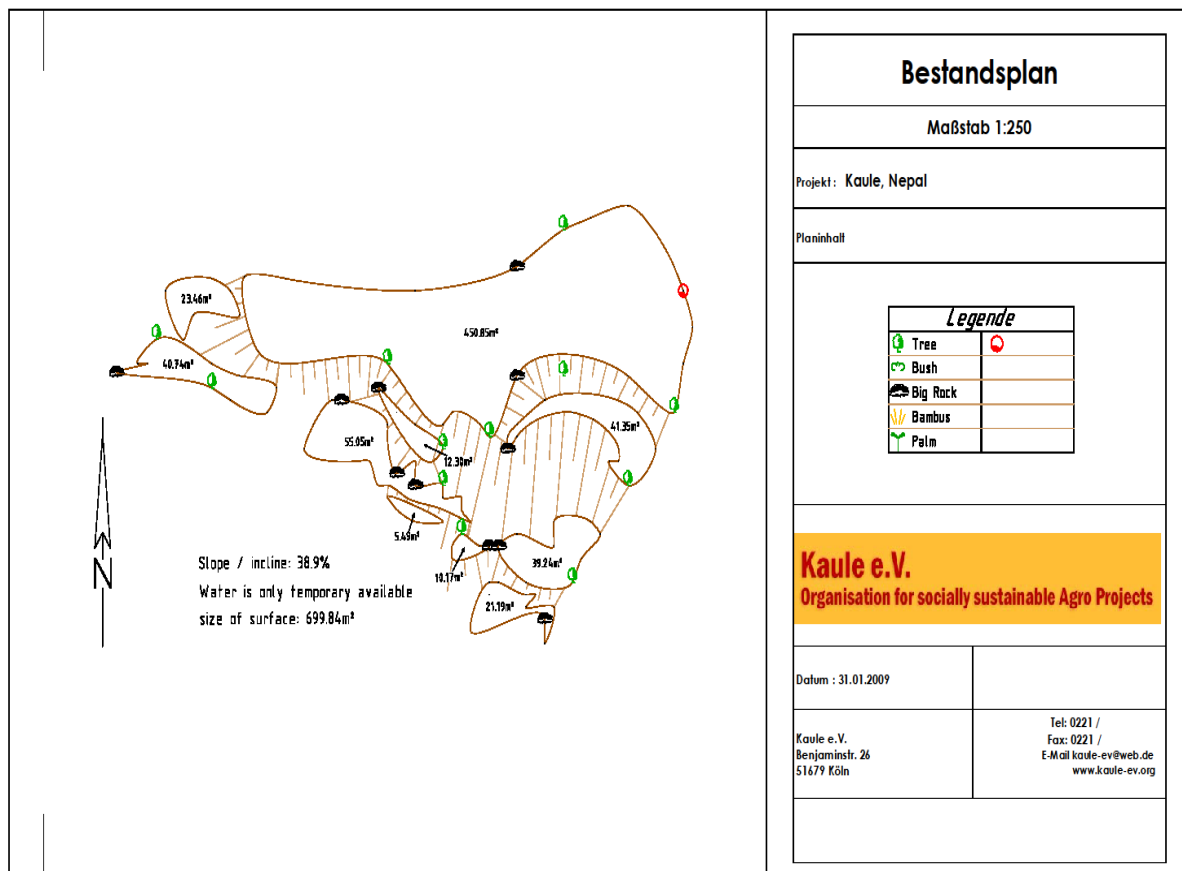 23.46m²
450.85m²
40.74m²
41.35m²
55.05m²
12.30m²
5.49m²
10.17m²
39.24m²
21.19m²
N
Slope / incline: 38.9%
Water is only temporary available
size of surface: 699.84m²
Bestandsplan
Maßstab 1:250
Projekt : Kaule, Nepal
Planinhalt
Legende
Tree
Bush
Big Rock
Bambus
Palm
Kaule e.V.
Organisation for socially sustainable Agro Projects
Datum : 31.01.2009
Kaule e.V.
Benjaminstr. 26
51679 Köln
Tel: 0221 /
Fax: 0221 /
E-Mail kaule-ev@web.de
www.kaule-ev.org